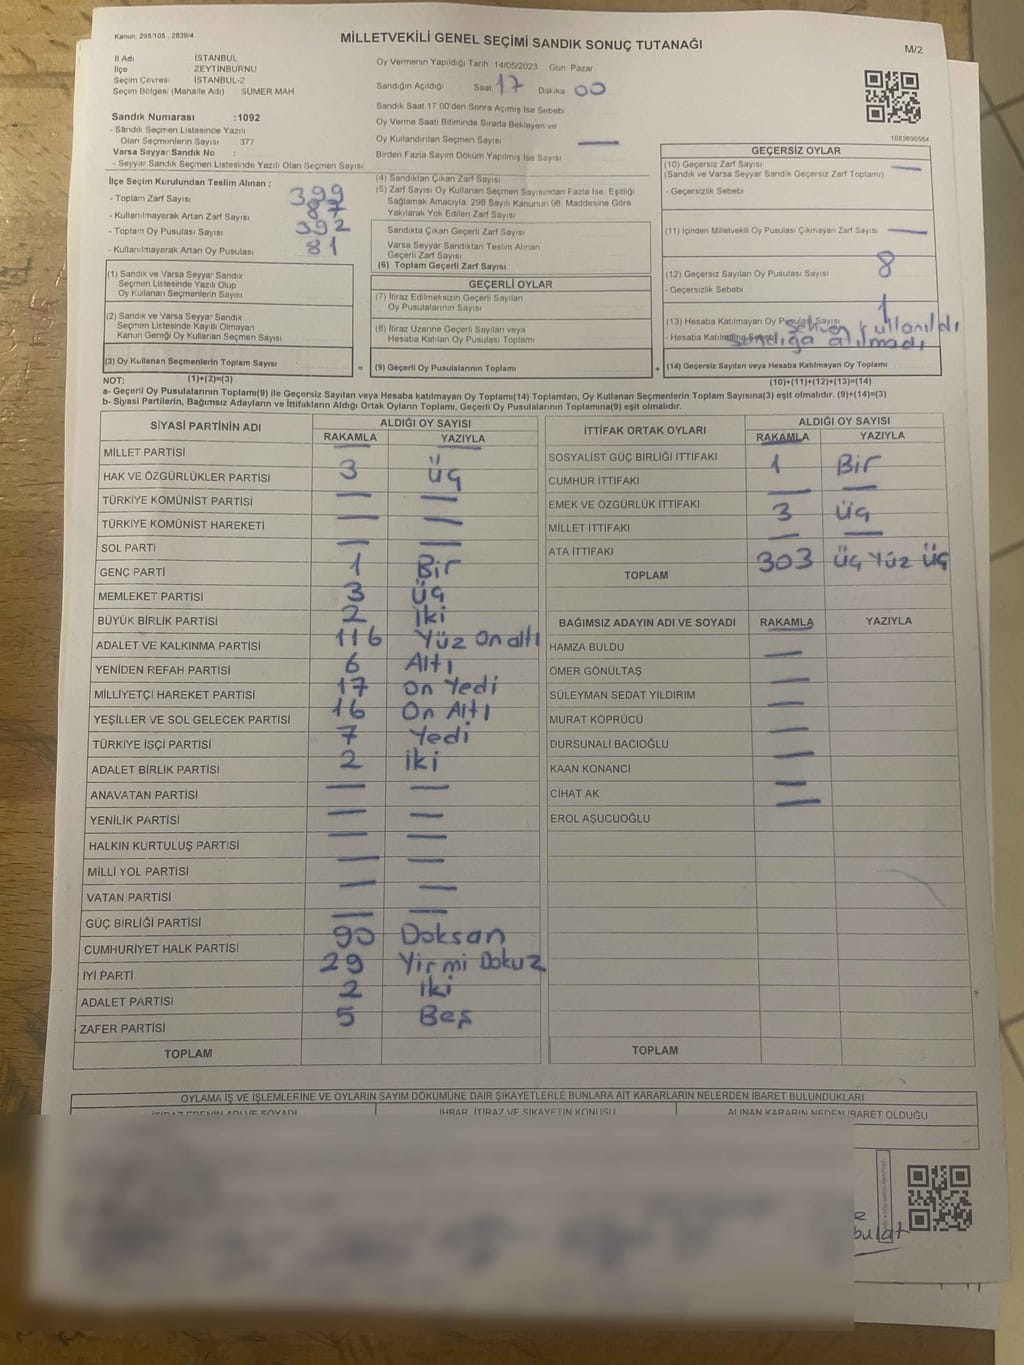 Kanun: 298/105 , 2839/4
MİLLETVEKİLİ GENEL SEÇİMİ SANDIK SONUÇ TUTANAĞI
M/2
İl Adı İSTANBUL
İlçe ZEYTİNBURNU
Seçim Çevresi İSTANBUL-2
Seçim Bölgesi (Mahalle Adı) SÜMER MAH
Sandık Numarası :1092
- Sandık Seçmen Listesinde Yazılı
Olan Seçmenlerin Sayısı 377
Varsa Seyyar Sandık No :
- Seyyar Sandık Seçmen Listesinde Yazılı Olan Seçmen Sayısı
Oy Vermenin Yapıldığı Tarih 14/05/2023 Gün Pazar
Sandığın Açıldığı Saat 17 Dakika 00
Sandık Saat 17.00'den Sonra Açımış İse Sebebi
Oy Verme Saati Bitiminde Sırada Bekleyen ve
Oy Kullandırılan Seçmen Sayısı —
Birden Fazla Sayım Döküm Yapılmış İse Sayısı
İlçe Seçim Kurulundan Teslim Alınan ;
- Toplam Zarf Sayısı 399
- Kullanılmayarak Artan Zarf Sayısı 87
- Toplam Oy Pusulası Sayısı 392
- Kullanılmayarak Artan Oy Pusulası 81
(4) Sandıktan Çıkan Zarf Sayısı
(5) Zarf Sayısı Oy Kullanan Seçmen Sayısından Fazla İse, Eşitliği
Sağlamak Amacıyla, 298 Sayılı Kanunun 98. Maddesine Göre
Yakılarak Yok Edilen Zarf Sayısı
Sandıkta Çıkan Geçerli Zarf Sayısı
Varsa Seyyar Sandıktan Teslim Alınan
Geçerli Zarf Sayısı
(6) Toplam Geçerli Zarf Sayısı
1083690564
GEÇERSİZ OYLAR
(10) Geçersiz Zarf Sayısı —
(Sandık ve Varsa Seyyar Sandık Geçersiz Zarf Toplamı)
- Geçersizlik Sebebi
(11) İçinden Milletvekili Oy Pusulası Çıkmayan Zarf Sayısı —
(12) Geçersiz Sayılan Oy Pusulası Sayısı 8
- Geçersizlik Sebebi
(13) Hesaba Katılmayan Oy Pusulası Sayısı 1
- Hesaba Katılmama Sebebi sehven kullanıldı
sandığa atılmadı
(14) Geçersiz Sayılan veya Hesaba Katılmayan Oy Toplamı
(10)+(11)+(12)+(13)=(14)
(1) Sandık ve Varsa Seyyar Sandık
Seçmen Listesinde Yazılı Olup
Oy Kullanan Seçmenlerin Sayısı
(2) Sandık ve Varsa Seyyar Sandık
Seçmen Listesinde Kayıtlı Olmayan
Kanun Gereği Oy Kullanan Seçmen Sayısı
(3) Oy Kullanan Seçmenlerin Toplam Sayısı
(1)+(2)=(3)
GEÇERLİ OYLAR
(7) İtiraz Edilmeksizin Geçerli Sayılan
Oy Pusulalarının Sayısı
(8) İtiraz Üzerine Geçerli Sayılan veya
Hesaba Katılan Oy Pusulası Toplamı
= (9) Geçerli Oy Pusulalarının Toplamı +
NOT:
a- Geçerli Oy Pusulalarının Toplamı(9) ile Geçersiz Sayılan veya Hesaba katılmayan Oy Toplamı(14) Toplamları, Oy Kullanan Seçmenlerin Toplam Sayısına(3) eşit olmalıdır. (9)+(14)=(3)
b- Siyasi Partilerin, Bağımsız Adayların ve İttifakların Aldığı Ortak Oyların Toplamı, Geçerli Oy Pusulalarının Toplamına(9) eşit olmalıdır.
SİYASİ PARTİNİN ADI ALDIĞI OY SAYISI
RAKAMLA YAZIYLA
MİLLET PARTİSİ — —
HAK VE ÖZGÜRLÜKLER PARTİSİ 3 Üç
TÜRKİYE KOMÜNİST PARTİSİ — —
TÜRKİYE KOMÜNİST HAREKETİ — —
SOL PARTİ — —
GENÇ PARTİ 1 Bir
MEMLEKET PARTİSİ 3 Üç
BÜYÜK BİRLİK PARTİSİ 2 İki
ADALET VE KALKINMA PARTİSİ 116 Yüz on altı
YENİDEN REFAH PARTİSİ 6 Altı
MİLLİYETÇİ HAREKET PARTİSİ 17 On Yedi
YEŞİLLER VE SOL GELECEK PARTİSİ 16 On Altı
TÜRKİYE İŞÇİ PARTİSİ 7 Yedi
ADALET BİRLİK PARTİSİ 2 İki
ANAVATAN PARTİSİ — —
YENİLİK PARTİSİ — —
HALKIN KURTULUŞ PARTİSİ — —
MİLLİ YOL PARTİSİ — —
VATAN PARTİSİ — —
GÜÇ BİRLİĞİ PARTİSİ — —
CUMHURİYET HALK PARTİSİ 90 Doksan
İYİ PARTİ 29 Yirmi Dokuz
ADALET PARTİSİ 2 İki
ZAFER PARTİSİ 5 Beş
TOPLAM
İTTİFAK ORTAK OYLARI ALDIĞI OY SAYISI
RAKAMLA YAZIYLA
SOSYALİST GÜÇ BİRLİĞİ İTTİFAKI —
CUMHUR İTTİFAKI 1 Bir
EMEK VE ÖZGÜRLÜK İTTİFAKI — —
MİLLET İTTİFAKI 3 Üç
ATA İTTİFAKI — —
TOPLAM 303 Üç Yüz Üç
BAĞIMSIZ ADAYIN ADI VE SOYADI RAKAMLA YAZIYLA
HAMZA BULDU —
ÖMER GÖNÜLTAŞ —
SÜLEYMAN SEDAT YILDIRIM —
MURAT KÖPRÜCÜ —
DURSUNALİ BACIOĞLU —
KAAN KONANCİ —
CİHAT AK —
EROL AŞUCUOĞLU —
TOPLAM
OYLAMA İŞ VE İŞLEMLERİNE VE OYLARIN SAYIM DÖKÜMÜNE DAİR ŞİKAYETLERLE BUNLARA AİT KARARLARIN NELERDEN İBARET BULUNDUKLARI
İTİRAZ EDENİN ADI VE SOYADI İHBAR, İTİRAZ VE ŞİKAYETİN KONUSU ALINAN KARARIN NEDEN İBARET OLDUĞU
bulat